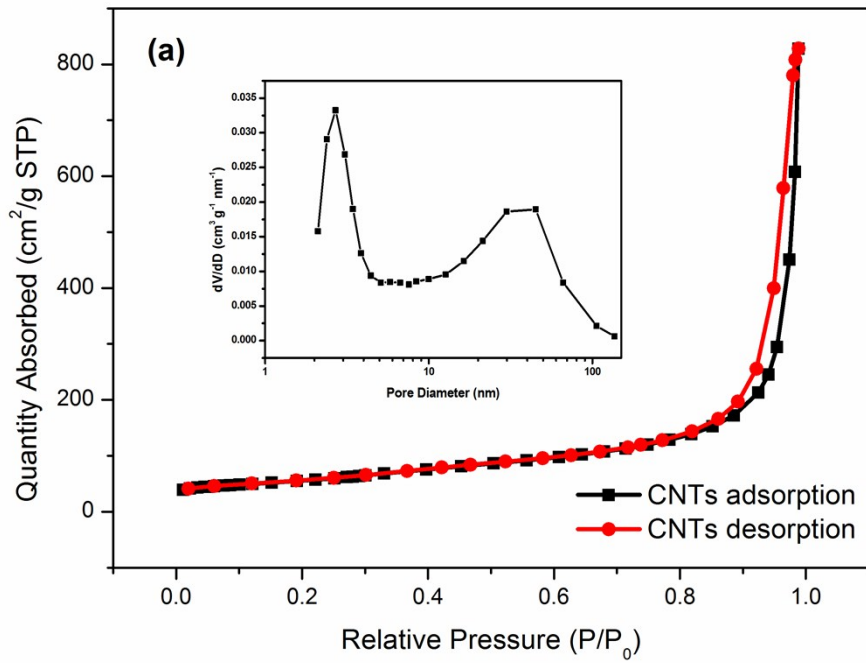 (a)
800
600
400
200
0
Quantity Absorbed (cm²/g STP)
0.0 0.2 0.4 0.6 0.8 1.0
Relative Pressure (P/P₀)
0.035
0.030
0.025
0.020
0.015
0.010
0.005
0.000
dV/dD (cm³ g⁻¹ nm⁻¹)
1 10 100
Pore Diameter (nm)
CNTs adsorption
CNTs desorption